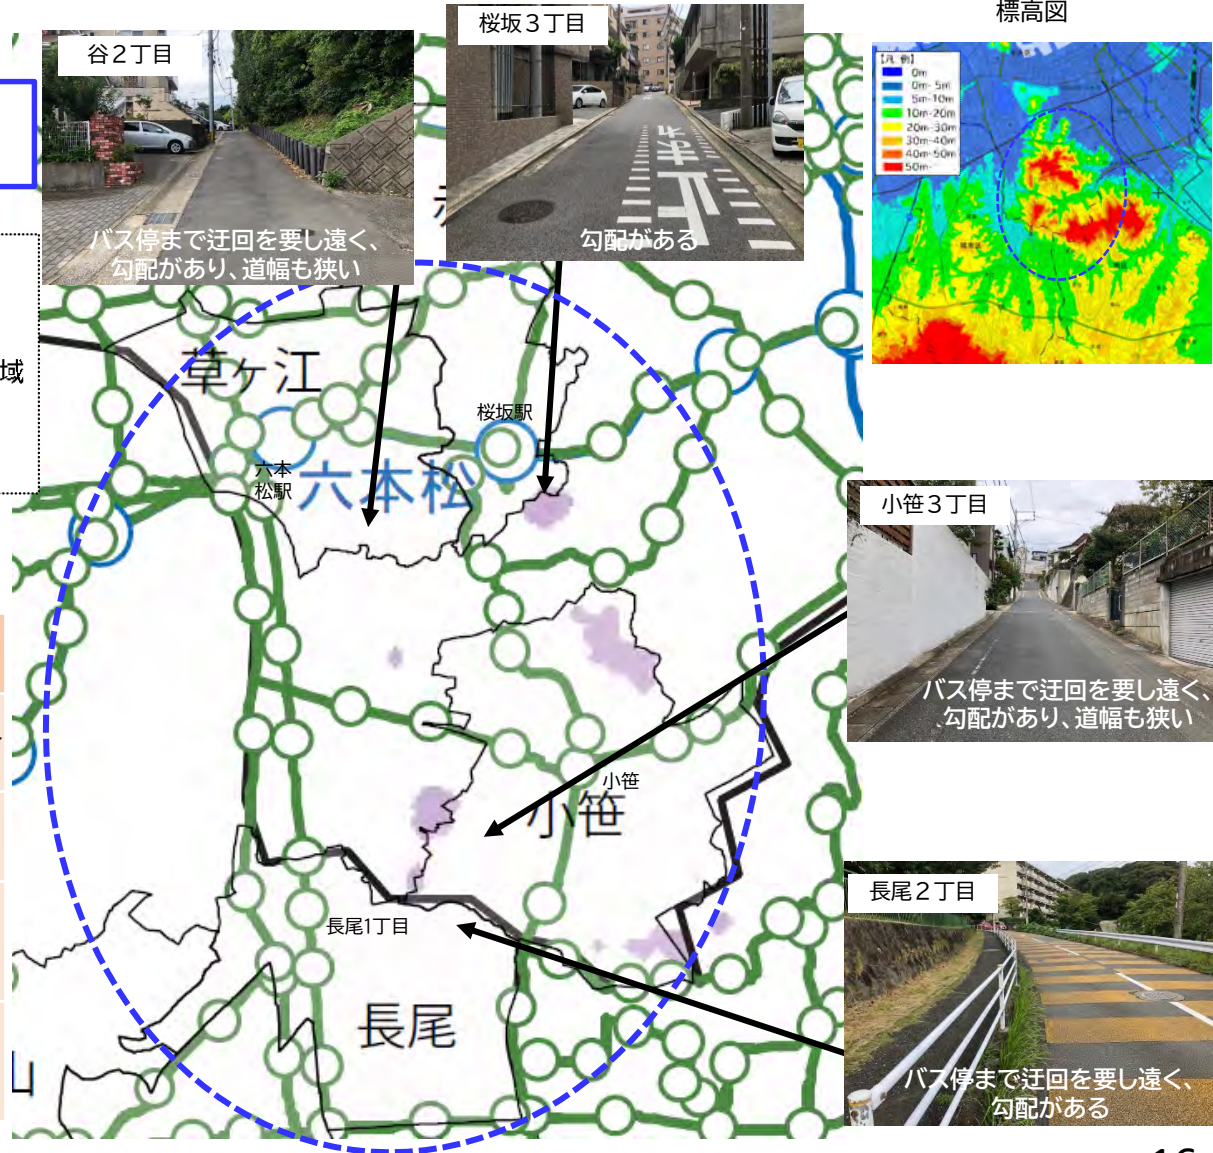 標高図
谷２丁目
バス停まで迂回を要し遠く、
勾配があり、道幅も狭い
桜坂３丁目
止まれ
勾配がある
【凡 例】
0m
0m- 5m
5m-10m
10m-20m
20m-30m
30m-40m
40m-50m
50m-
域
草ヶ江
桜坂駅
六本
松駅
六本松
小笹３丁目
バス停まで迂回を要し遠く、
勾配があり、道幅も狭い
小笹
小笹
長尾２丁目
バス停まで迂回を要し遠く、
勾配がある
長尾1丁目
長尾
16